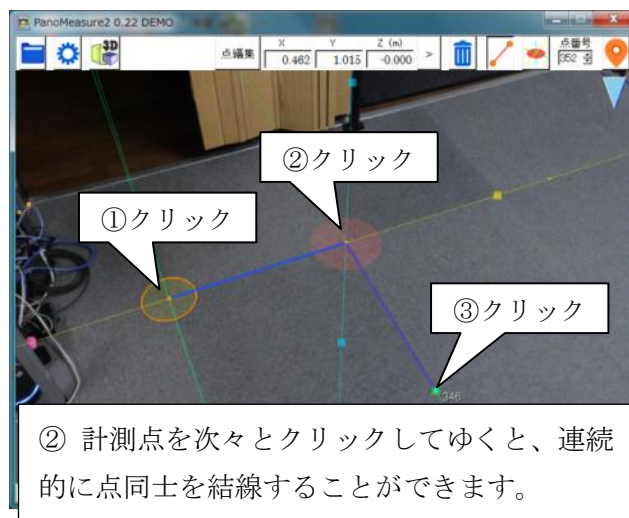 PanoMeasure2 0.22 DEMO
3D
点編集
X Y Z (m)
0.462 1.015 -0.000 >
点番号
352
②クリック
①クリック
③クリック
346
② 計測点を次々とクリックしてゆくと、連続
的に点同士を結線することができます。